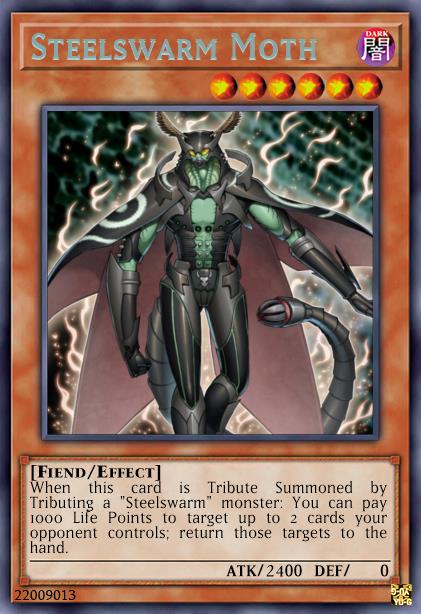 STEELSWARM MOTH
DARK
闇
[FIEND/EFFECT]
When this card is Tribute Summoned by
Tributing a "Steelswarm" monster: You can pay
1000 Life Points to target up to 2 cards your
opponent controls; return those targets to the
hand.
ATK/2400 DEF/ 0
22009013